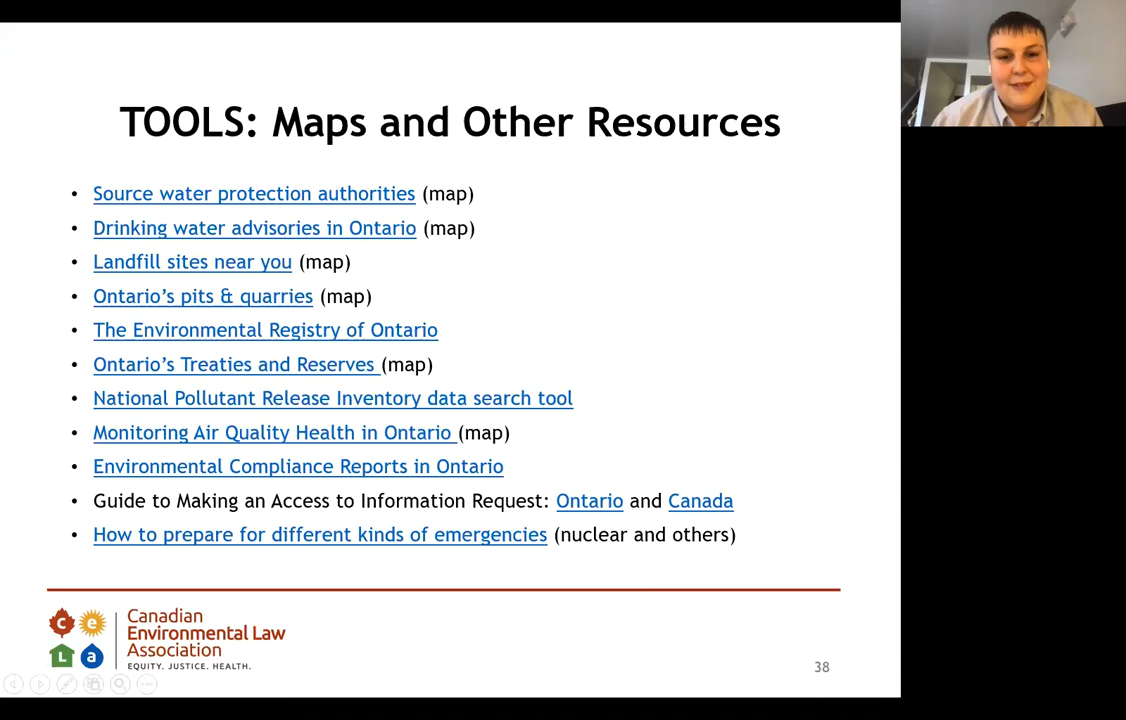 TOOLS: Maps and Other Resources
• Source water protection authorities (map)
• Drinking water advisories in Ontario (map)
• Landfill sites near you (map)
• Ontario’s pits & quarries (map)
• The Environmental Registry of Ontario
• Ontario’s Treaties and Reserves (map)
• National Pollutant Release Inventory data search tool
• Monitoring Air Quality Health in Ontario (map)
• Environmental Compliance Reports in Ontario
• Guide to Making an Access to Information Request: Ontario and Canada
• How to prepare for different kinds of emergencies (nuclear and others)
c e L a
Canadian
Environmental Law
Association
EQUITY. JUSTICE. HEALTH.
38